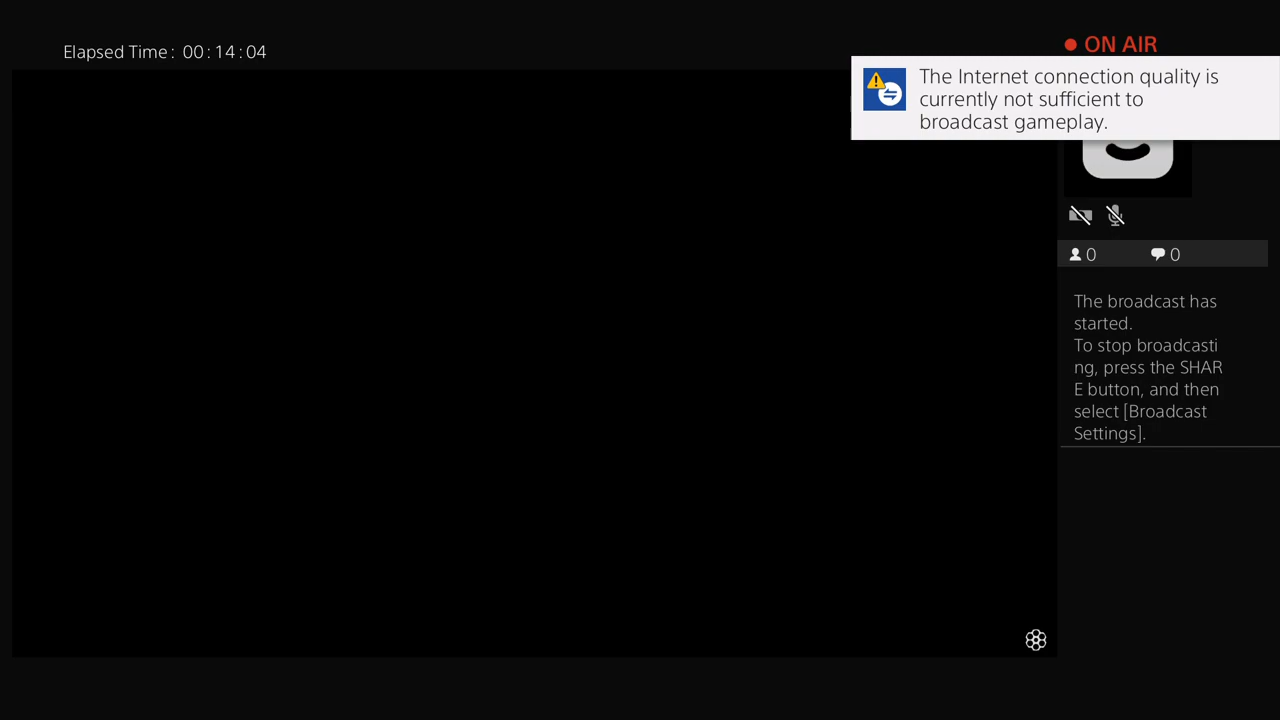 Elapsed Time: 00:14:04
ON AIR
The Internet connection quality is
currently not sufficient to
broadcast gameplay.
0 0
The broadcast has
started.
To stop broadcasti
ng, press the SHAR
E button, and then
select [Broadcast
Settings].